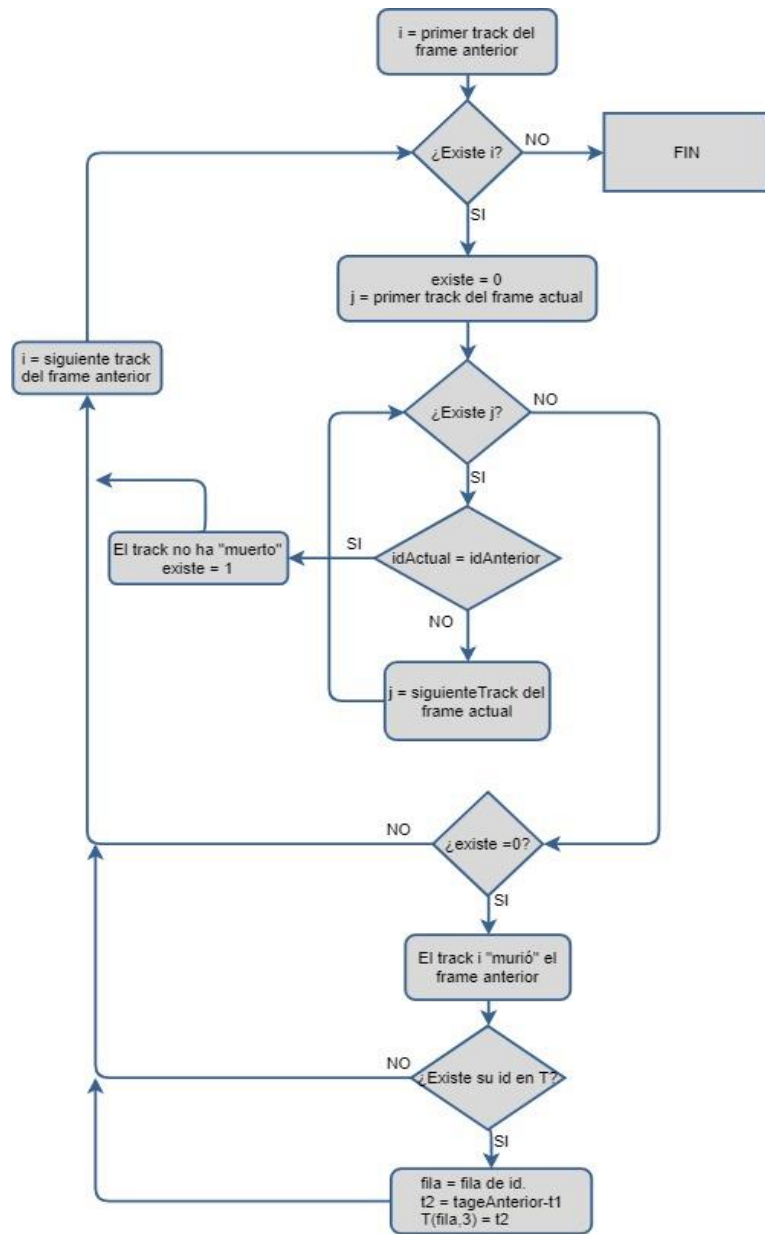 i = primer track del
frame anterior
¿Existe i?
NO
FIN
SI
existe = 0
j = primer track del frame actual
i = siguiente track
del frame anterior
¿Existe j?
NO
SI
El track no ha "muerto"
existe = 1
SI
idActual = idAnterior
NO
j = siguienteTrack del
frame actual
NO
¿existe =0?
SI
El track i "murió" el
frame anterior
NO
¿Existe su id en T?
SI
fila = fila de id.
t2 = tageAnterior-t1
T(fila,3) = t2